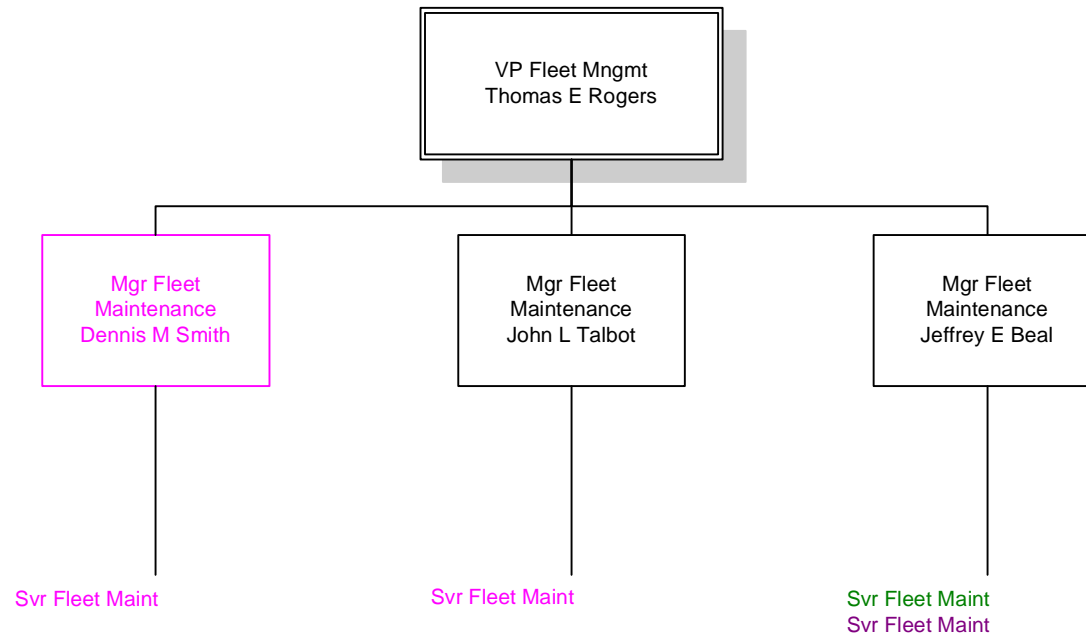 VP Fleet Mngmt
Thomas E Rogers
Mgr Fleet
Maintenance
Dennis M Smith
Mgr Fleet
Maintenance
John L Talbot
Mgr Fleet
Maintenance
Jeffrey E Beal
Svr Fleet Maint
Svr Fleet Maint
Svr Fleet Maint
Svr Fleet Maint